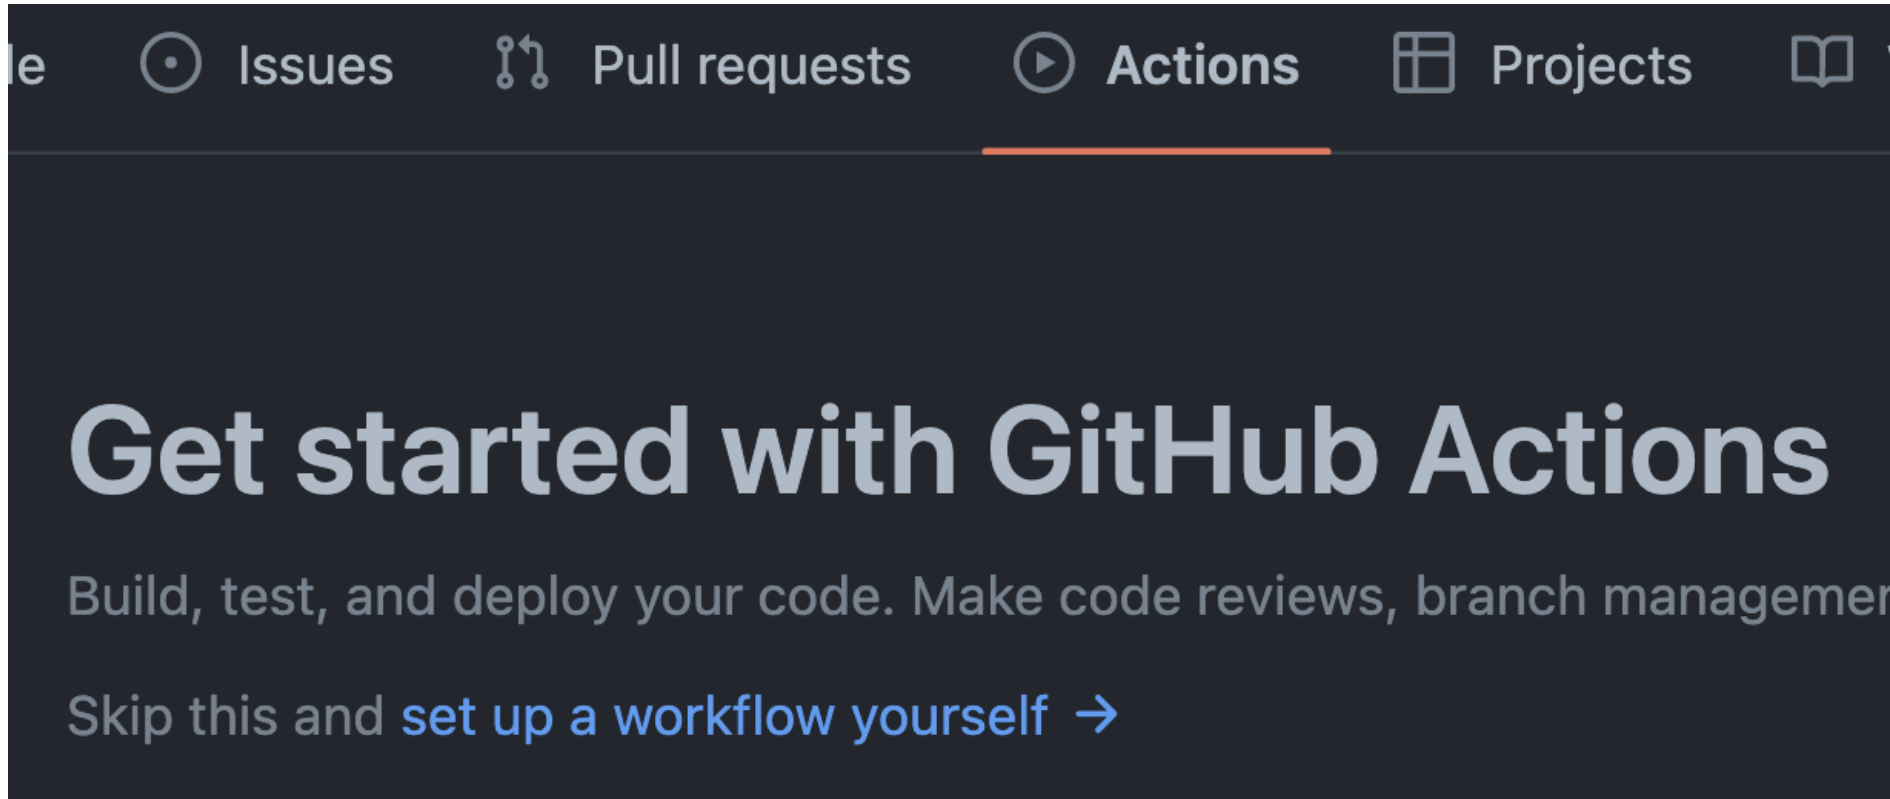 le Issues Pull requests Actions Projects
Get started with GitHub Actions
Build, test, and deploy your code. Make code reviews, branch managemen
Skip this and set up a workflow yourself →